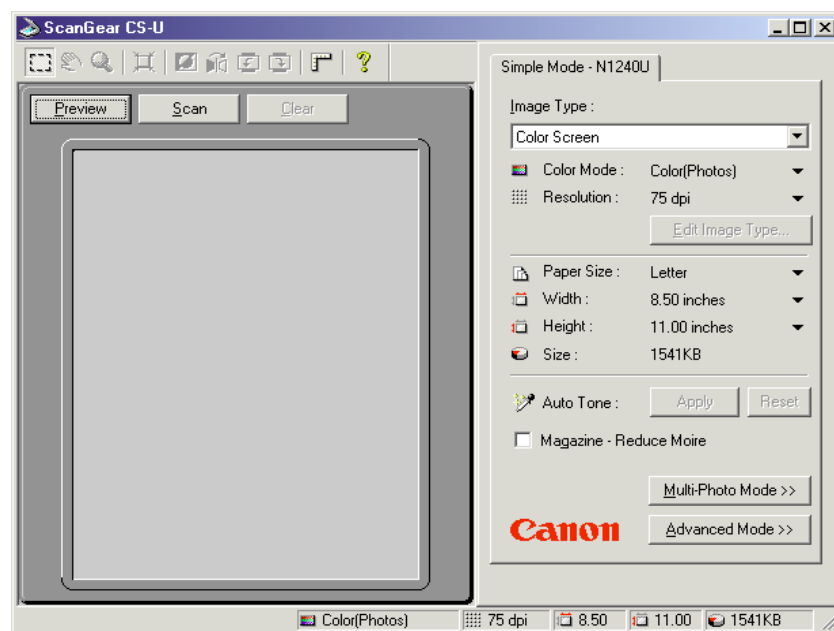 ScanGear CS-U
Preview
Scan
Clear
Simple Mode - N1240U
Image Type :
Color Screen
Color Mode : Color(Photos)
Resolution : 75 dpi
Edit Image Type...
Paper Size : Letter
Width : 8.50 inches
Height : 11.00 inches
Size : 1541KB
Auto Tone : Apply Reset
Magazine - Reduce Moire
Multi-Photo Mode >>
Canon
Advanced Mode >>
Color(Photos) 75 dpi 8.50 11.00 1541KB